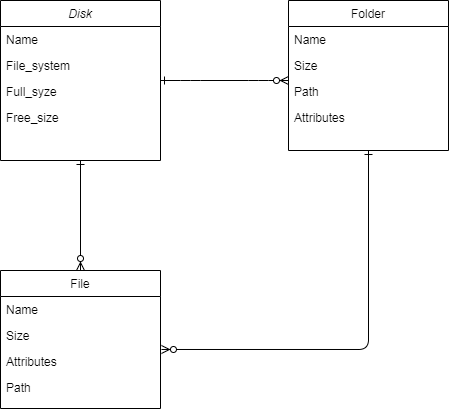 Disk
Name
File_system
Full_syze
Free_size
Folder
Name
Size
Path
Attributes
File
Name
Size
Attributes
Path